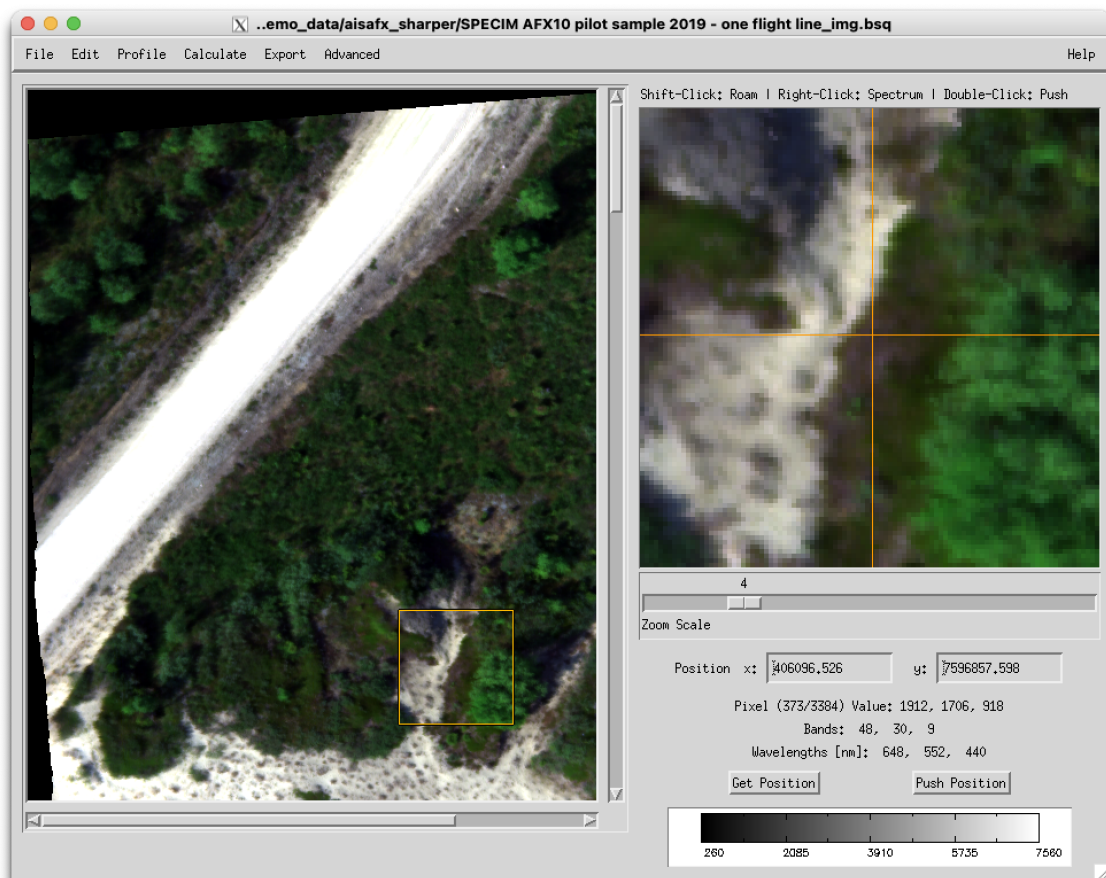 ..emo_data/aisafx_sharper/SPECIM AFX10 pilot sample 2019 - one flight line_img.bsq
File Edit Profile Calculate Export Advanced Help
Shift-Click: Roam | Right-Click: Spectrum | Double-Click: Push
4
Zoom Scale
Position x: 406096.526 y: 7596857.598
Pixel (373/3384) Value: 1912, 1706, 918
Bands: 48, 30, 9
Wavelengths [nm]: 648, 552, 440
Get Position Push Position
260 2085 3910 5735 7560